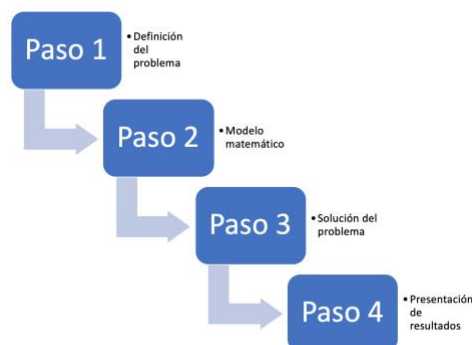 Paso 1
•Definición
del
problema
Paso 2
•Modelo
matemático
Paso 3
•Solución del
problema
Paso 4
•Presentación
de
resultados